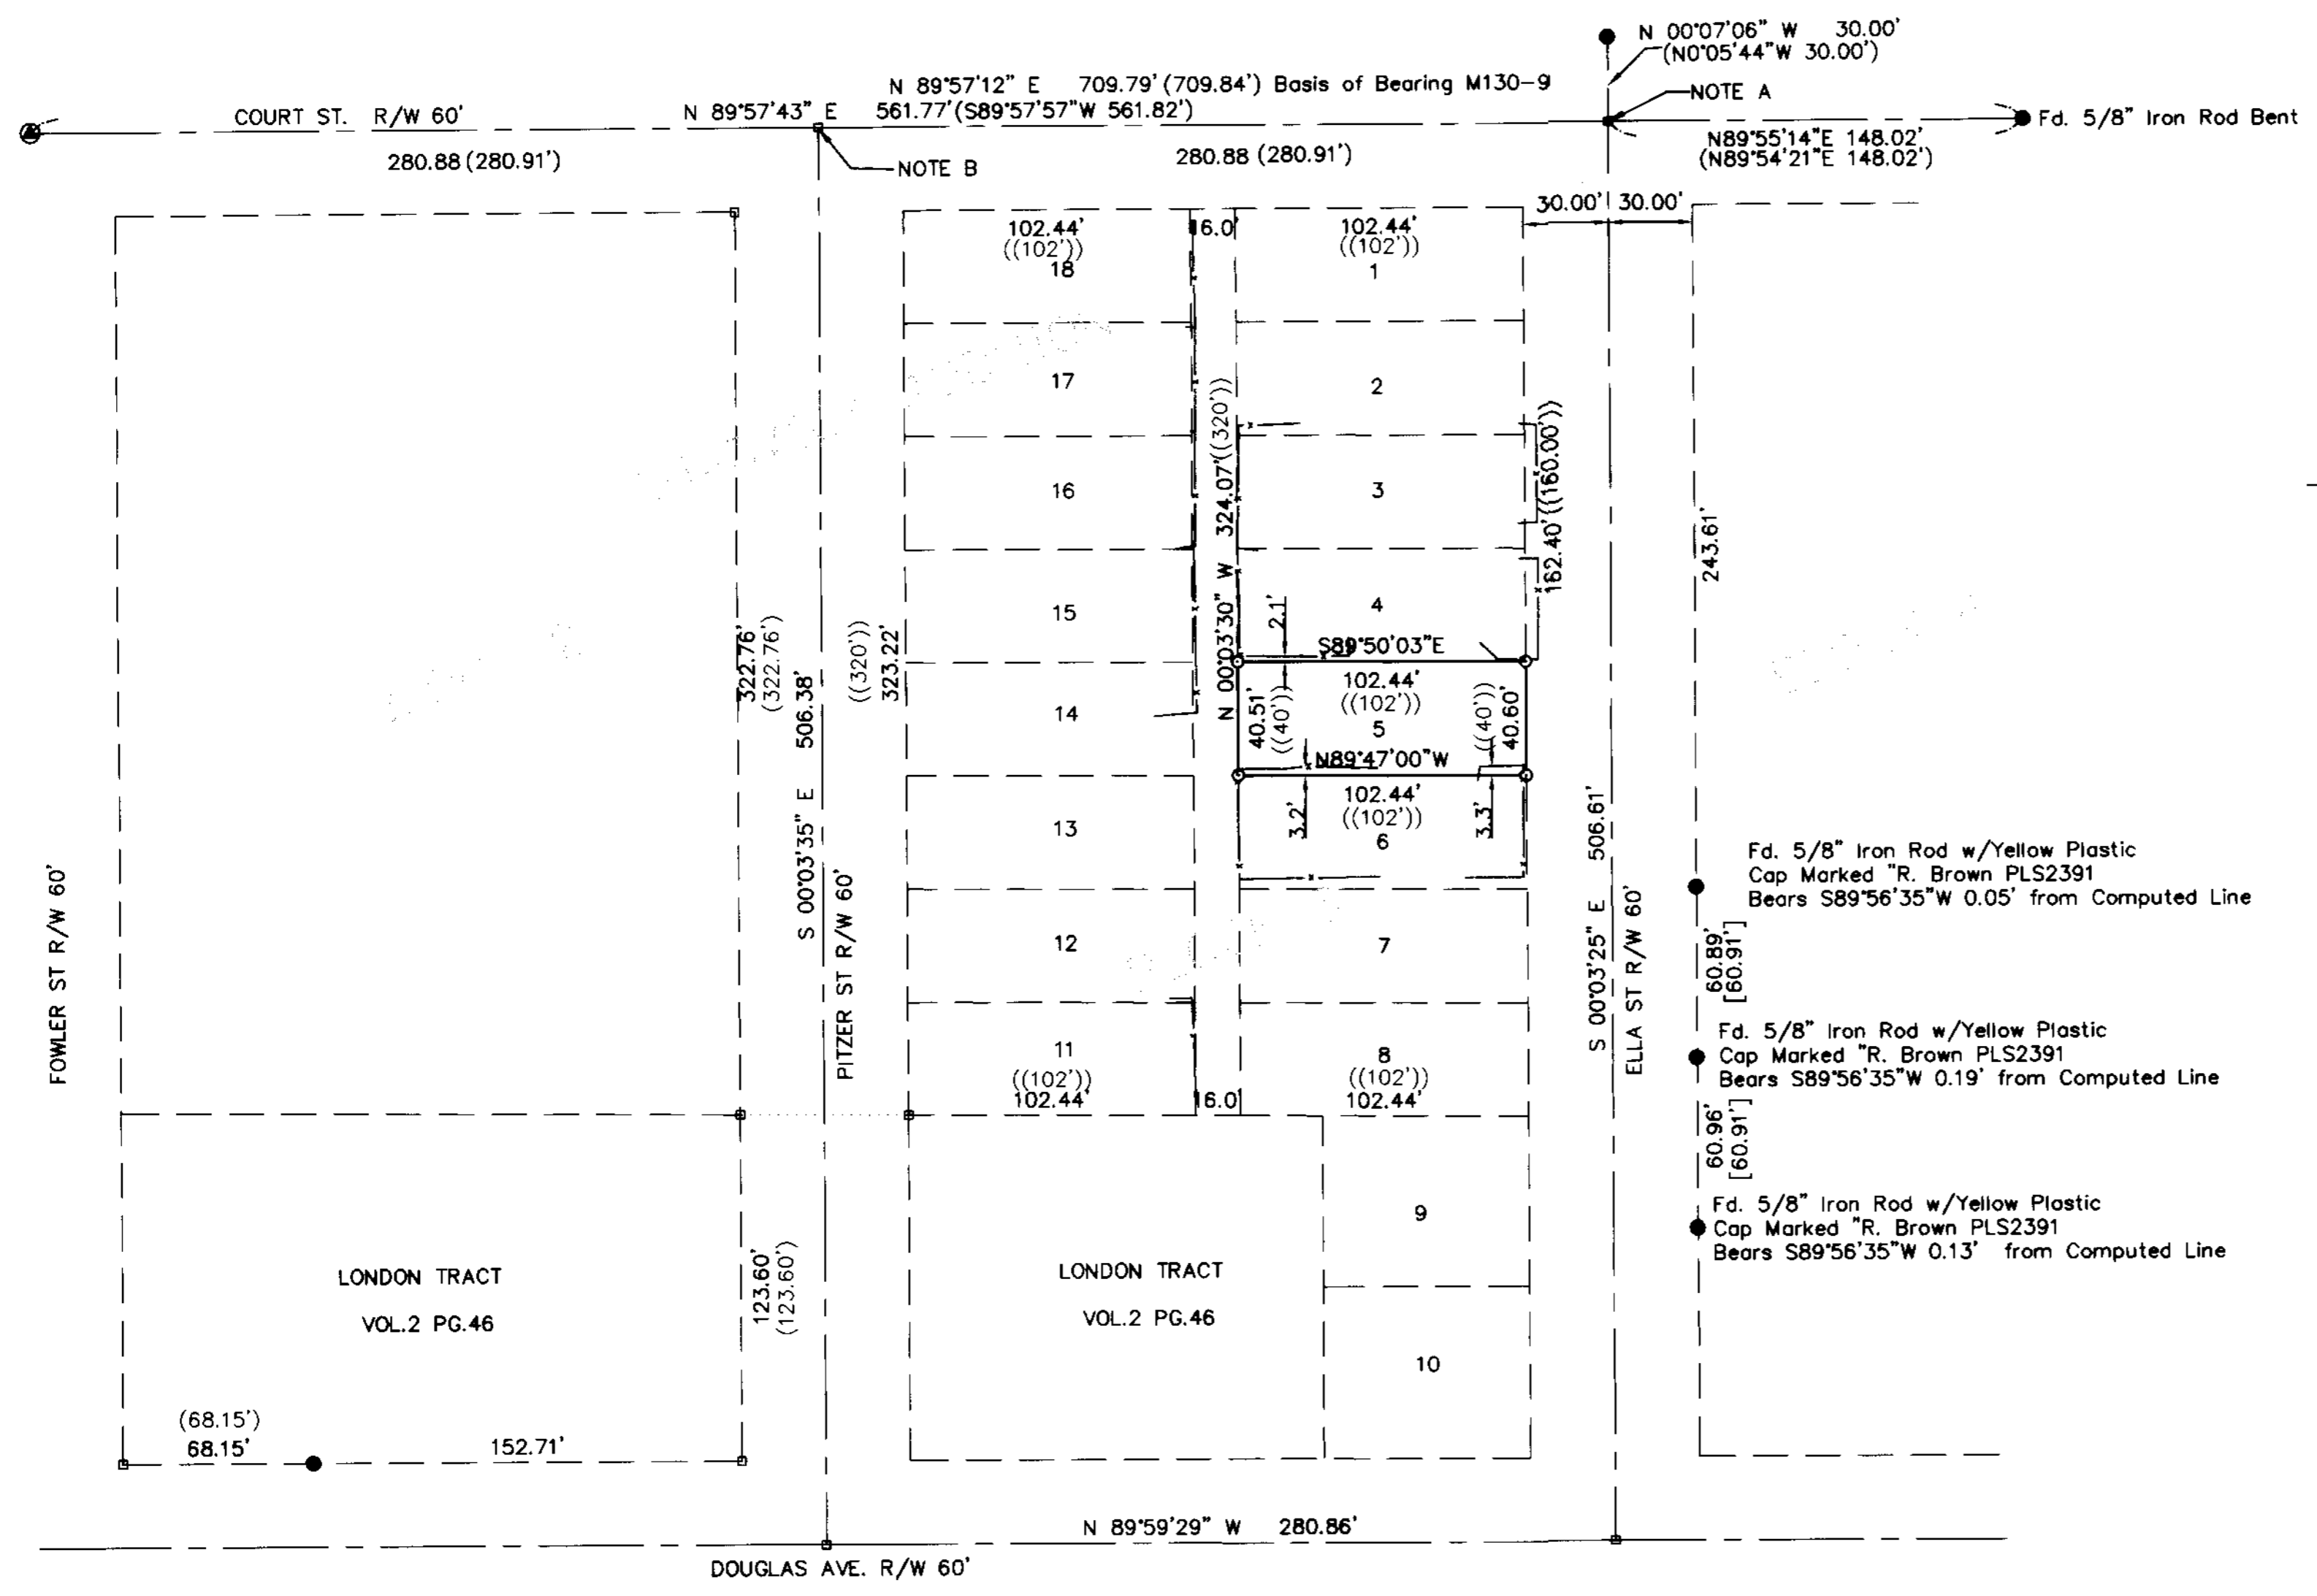 N 00°07'06" W 30.00'
(N0°05'44"W 30.00')
N 89°57'12" E 709.79' (709.84') Basis of Bearing M130-9
NOTE A
COURT ST. R/W 60'
N 89°57'43" E 561.77'(S89°57'57"W 561.82')
Fd. 5/8" Iron Rod Bent
N89°55'14"E 148.02'
(N89°54'21"E 148.02')
280.88 (280.91')
NOTE B
280.88 (280.91')
30.00' 30.00'
102.44'
((102'))
18
16.0'
102.44'
((102'))
1
17
2
16
3
15
4
N 00°03'30" W 324.07'((320'))
162.40'((160.00'))
243.61'
2.1'
S89°50'03"E
102.44'
((102'))
5
40.51'
((40'))
((40'))
40.60'
N89°47'00"W
102.44'
((102'))
6
3.2'
3.3'
14
13
322.76'
(322.76')
S 00°03'35" E 506.38'
((320'))
323.22'
FOWLER ST R/W 60'
PITZER ST R/W 60'
S 00°03'25" E 506.61'
ELLA ST R/W 60'
Fd. 5/8" Iron Rod w/Yellow Plastic
Cap Marked "R. Brown PLS2391
Bears S89°56'35"W 0.05' from Computed Line
60.89'
[60.91']
12
7
Fd. 5/8" Iron Rod w/Yellow Plastic
Cap Marked "R. Brown PLS2391
Bears S89°56'35"W 0.19' from Computed Line
11
((102'))
102.44'
16.0'
8
((102'))
102.44'
60.96'
[60.91']
Fd. 5/8" Iron Rod w/Yellow Plastic
Cap Marked "R. Brown PLS2391
Bears S89°56'35"W 0.13' from Computed Line
9
10
123.60'
(123.60')
LONDON TRACT
VOL.2 PG.46
LONDON TRACT
VOL.2 PG.46
(68.15')
68.15'
152.71'
N 89°59'29" W 280.86'
DOUGLAS AVE. R/W 60'